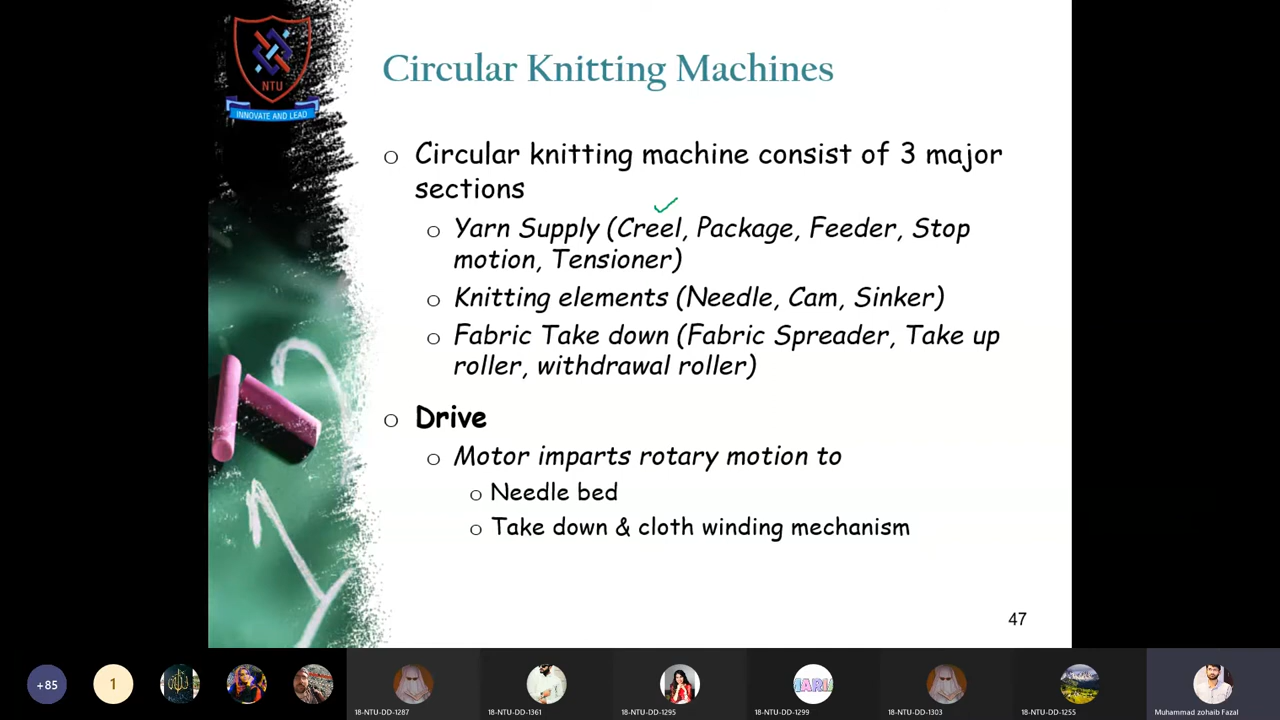 NTU
INNOVATE AND LEAD
Circular Knitting Machines
Circular knitting machine consist of 3 major
sections
Yarn Supply (Creel, Package, Feeder, Stop
motion, Tensioner)
Knitting elements (Needle, Cam, Sinker)
Fabric Take down (Fabric Spreader, Take up
roller, withdrawal roller)
Drive
Motor imparts rotary motion to
Needle bed
Take down & cloth winding mechanism
47
+85
1
18-NTU-DD-1287
18-NTU-DD-1361
18-NTU-DD-1295
18-NTU-DD-1299
18-NTU-DD-1303
18-NTU-DD-1255
Muhammad zohaib Fazal